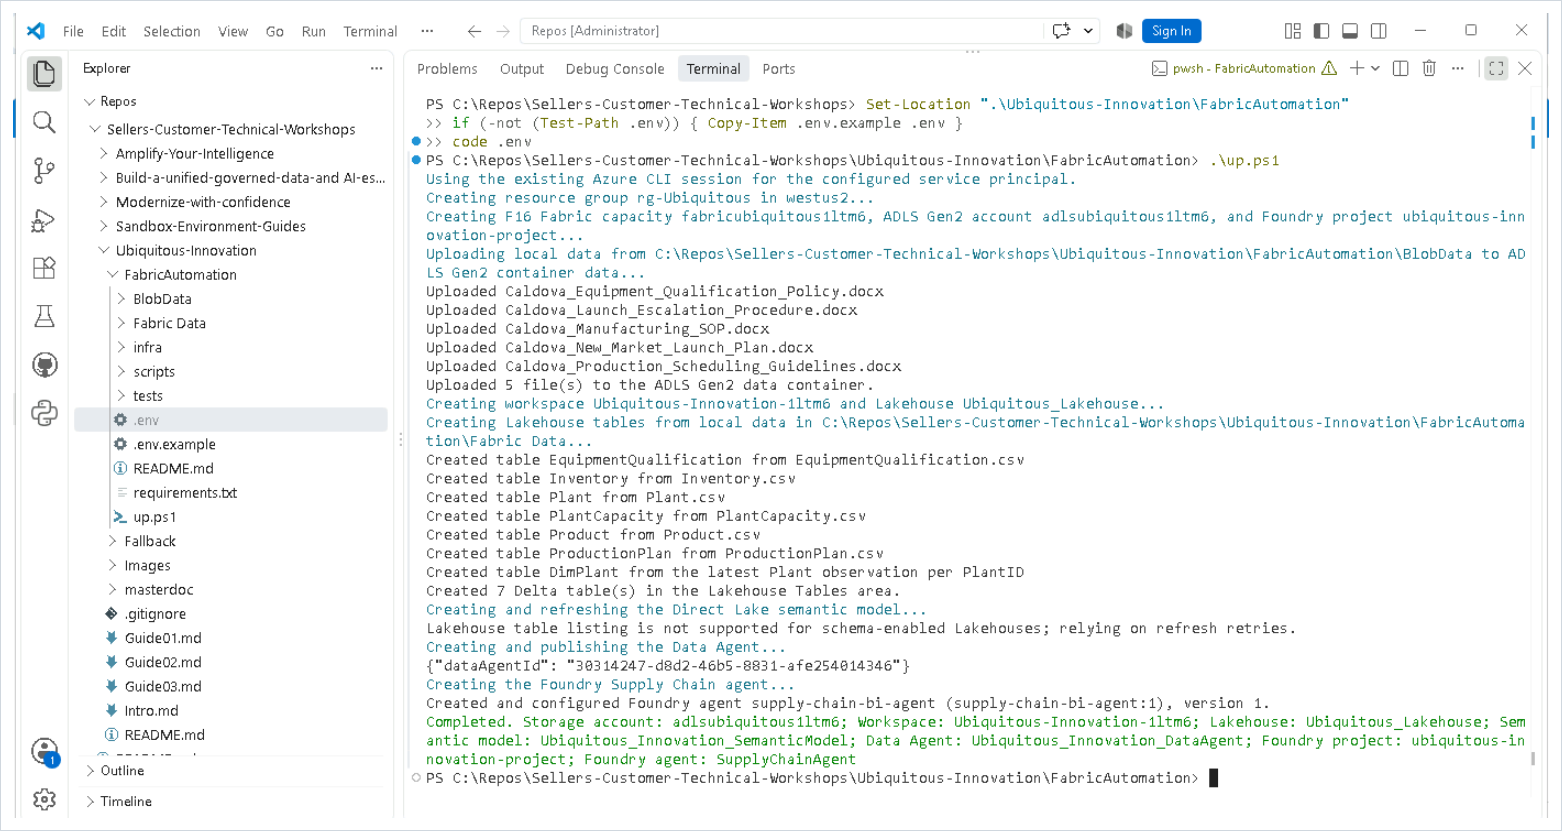 File Edit Selection View Go Run Terminal ··· Repos [Administrator] Sign In
Explorer ···
Repos
Sellers-Customer-Technical-Workshops
Amplify-Your-Intelligence
Build-a-unified-governed-data-and AI-es...
Modernize-with-confidence
Sandbox-Environment-Guides
Ubiquitous-Innovation
FabricAutomation
BlobData
Fabric Data
infra
scripts
tests
.env
.env.example
README.md
requirements.txt
up.ps1
Fallback
Images
masterdoc
.gitignore
Guide01.md
Guide02.md
Guide03.md
Intro.md
README.md
Outline
Timeline
1
Problems Output Debug Console Terminal Ports pwsh - FabricAutomation
PS C:\Repos\Sellers-Customer-Technical-Workshops> Set-Location ".\Ubiquitous-Innovation\FabricAutomation"
>> if (-not (Test-Path .env)) { Copy-Item .env.example .env }
>> code .env
PS C:\Repos\Sellers-Customer-Technical-Workshops\Ubiquitous-Innovation\FabricAutomation> .\up.ps1
Using the existing Azure CLI session for the configured service principal.
Creating resource group rg-Ubiquitous in westus2...
Creating F16 Fabric capacity fabricubiquitous1ltm6, ADLS Gen2 account adlsubiquitous1ltm6, and Foundry project ubiquitous-inn
ovation-project...
Uploading local data from C:\Repos\Sellers-Customer-Technical-Workshops\Ubiquitous-Innovation\FabricAutomation\BlobData to AD
LS Gen2 container data...
Uploaded Caldova_Equipment_Qualification_Policy.docx
Uploaded Caldova_Launch_Escalation_Procedure.docx
Uploaded Caldova_Manufacturing_SOP.docx
Uploaded Caldova_New_Market_Launch_Plan.docx
Uploaded Caldova_Production_Scheduling_Guidelines.docx
Uploaded 5 file(s) to the ADLS Gen2 data container.
Creating workspace Ubiquitous-Innovation-1ltm6 and Lakehouse Ubiquitous_Lakehouse...
Creating Lakehouse tables from local data in C:\Repos\Sellers-Customer-Technical-Workshops\Ubiquitous-Innovation\FabricAutoma
tion\Fabric Data...
Created table EquipmentQualification from EquipmentQualification.csv
Created table Inventory from Inventory.csv
Created table Plant from Plant.csv
Created table PlantCapacity from PlantCapacity.csv
Created table Product from Product.csv
Created table ProductionPlan from ProductionPlan.csv
Created table DimPlant from the latest Plant observation per PlantID
Created 7 Delta table(s) in the Lakehouse Tables area.
Creating and refreshing the Direct Lake semantic model...
Lakehouse table listing is not supported for schema-enabled Lakehouses; relying on refresh retries.
Creating and publishing the Data Agent...
{"dataAgentId": "30314247-d8d2-46b5-8831-afe254014346"}
Creating the Foundry Supply Chain agent...
Created and configured Foundry agent supply-chain-bi-agent (supply-chain-bi-agent:1), version 1.
Completed. Storage account: adlsubiquitous1ltm6; Workspace: Ubiquitous-Innovation-1ltm6; Lakehouse: Ubiquitous_Lakehouse; Sem
antic model: Ubiquitous_Innovation_SemanticModel; Data Agent: Ubiquitous_Innovation_DataAgent; Foundry project: ubiquitous-in
novation-project; Foundry agent: SupplyChainAgent
PS C:\Repos\Sellers-Customer-Technical-Workshops\Ubiquitous-Innovation\FabricAutomation>